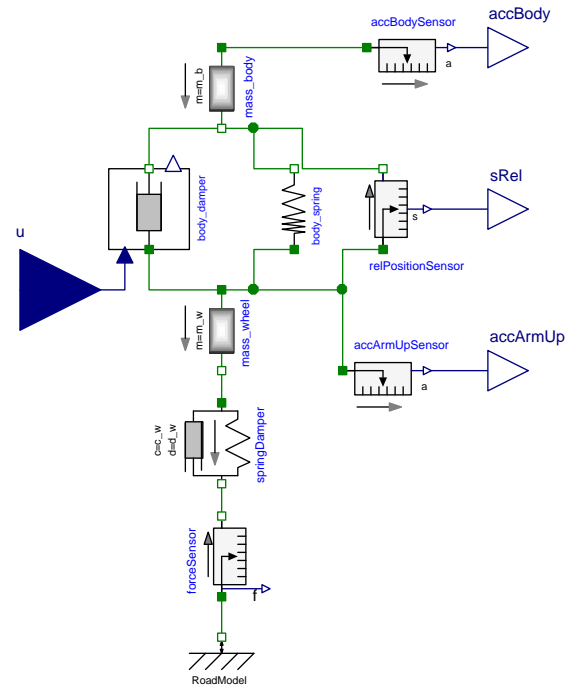 accBody
accBodySensor
a
m=m_b
mass_body
body_damper
body_spring
sRel
s
relPositionSensor
u
m=m_w
mass_wheel
accArmUp
accArmUpSensor
a
c=c_w
d=d_w
springDamper
forceSensor
f
RoadModel